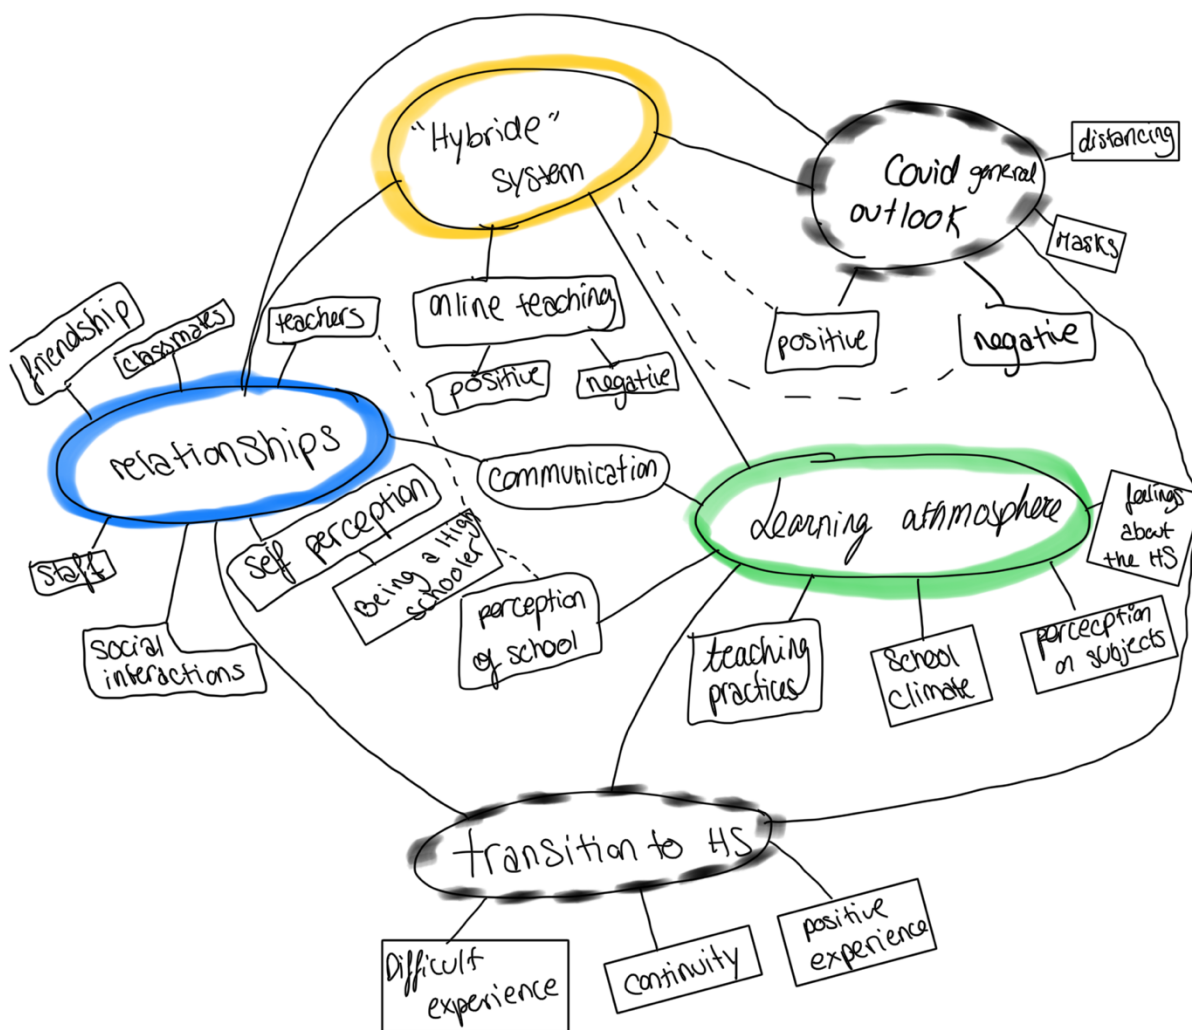 "Hybride"
system
Covid general
outlook
distancing
Masks
friendship
classmates
teachers
online teaching
positive
negative
positive
negative
relationships
communication
Learning athmosphere
feelings
about
the HS
staff
self perception
Being a High
schooler
social
interactions
perception
of school
teaching
practices
school
climate
percecption
on subjects
transition to HS
Difficult
experience
continuity
positive
experience